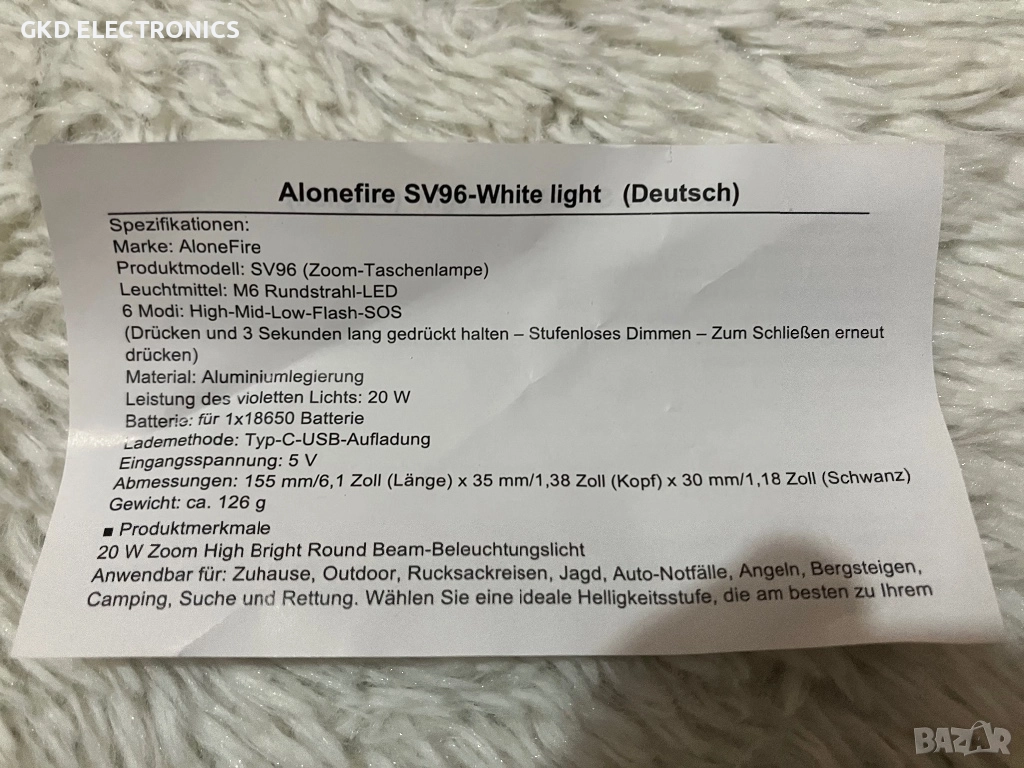 GKD ELECTRONICS
Alonefire SV96-White light (Deutsch)
Spezifikationen:
Marke: AloneFire
Produktmodell: SV96 (Zoom-Taschenlampe)
Leuchtmittel: M6 Rundstrahl-LED
6 Modi: High-Mid-Low-Flash-SOS
(Drücken und 3 Sekunden lang gedrückt halten – Stufenloses Dimmen – Zum Schließen erneut
drücken)
Material: Aluminiumlegierung
Leistung des violetten Lichts: 20 W
Batterie: für 1x18650 Batterie
Lademethode: Typ-C-USB-Aufladung
Eingangsspannung: 5 V
Abmessungen: 155 mm/6,1 Zoll (Länge) x 35 mm/1,38 Zoll (Kopf) x 30 mm/1,18 Zoll (Schwanz)
Gewicht: ca. 126 g
■ Produktmerkmale
20 W Zoom High Bright Round Beam-Beleuchtungslicht
Anwendbar für: Zuhause, Outdoor, Rucksackreisen, Jagd, Auto-Notfälle, Angeln, Bergsteigen,
Camping, Suche und Rettung. Wählen Sie eine ideale Helligkeitsstufe, die am besten zu Ihrem
BAZAR